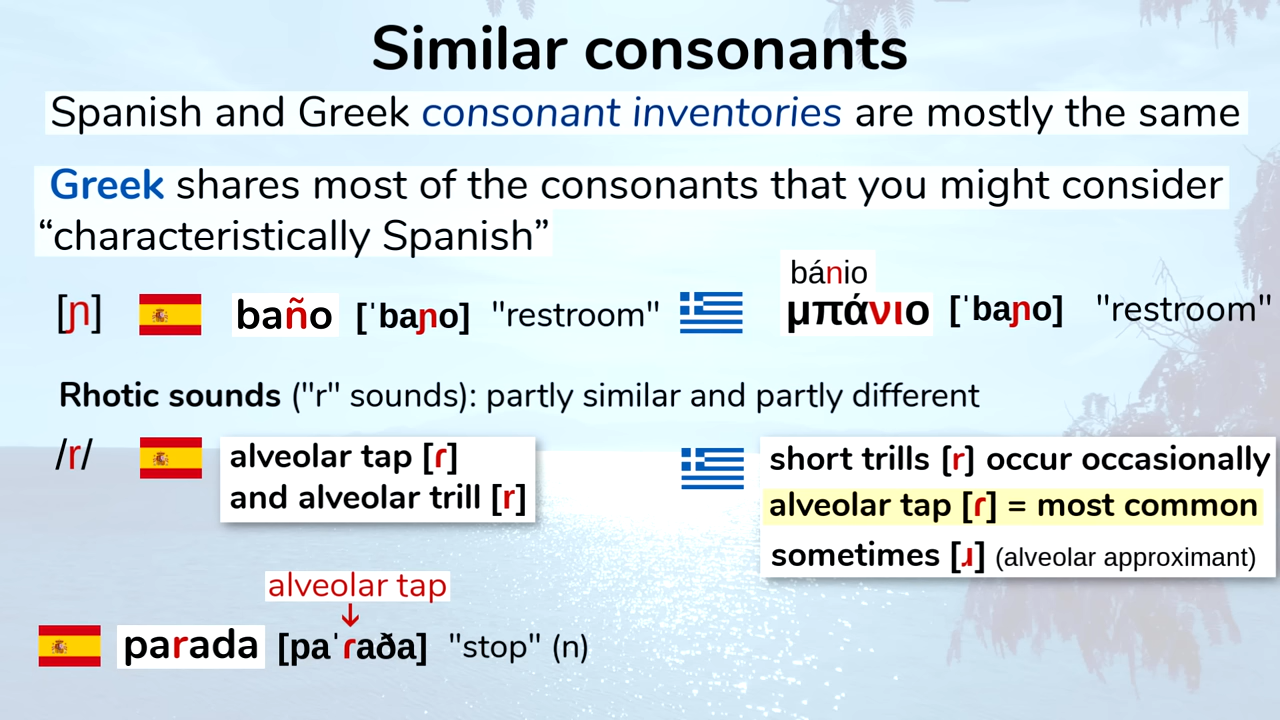 Similar consonants
Spanish and Greek consonant inventories are mostly the same
Greek shares most of the consonants that you might consider
“characteristically Spanish”
bánio
[ɲ] baño [ˈbaɲo] "restroom" μπάνιο [ˈbaɲo] "restroom"
Rhotic sounds ("r" sounds): partly similar and partly different
/r/ alveolar tap [ɾ] short trills [r] occur occasionally
and alveolar trill [r] alveolar tap [ɾ] = most common
sometimes [ɹ] (alveolar approximant)
alveolar tap
↓
parada [paˈɾaða] "stop" (n)